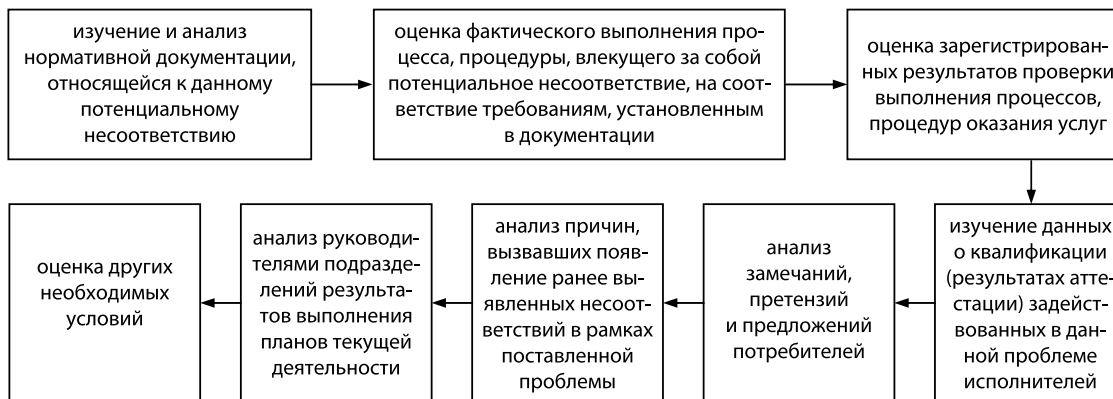 изучение и анализ
нормативной документации,
относящейся к данному
потенциальному
несоответствию
оценка фактического выполнения про-
цесса, процедуры, влекущего за собой
потенциальное несоответствие, на соот-
ветствие требованиям, установленным
в документации
оценка зарегистрирован-
ных результатов проверки
выполнения процессов,
процедур оказания услуг
изучение данных
о квалификации
(результатах атте-
стации) задейст-
вованных в дан-
ной проблеме
исполнителей
анализ
замечаний,
претензий
и предложений
потребителей
анализ причин,
вызвавших появ-
ление ранее вы-
явленных несоот-
ветствий в рамках
поставленной
проблемы
анализ руководи-
телями подразде-
лений результа-
тов выполнения
планов текущей
деятельности
оценка других
необходимых
условий